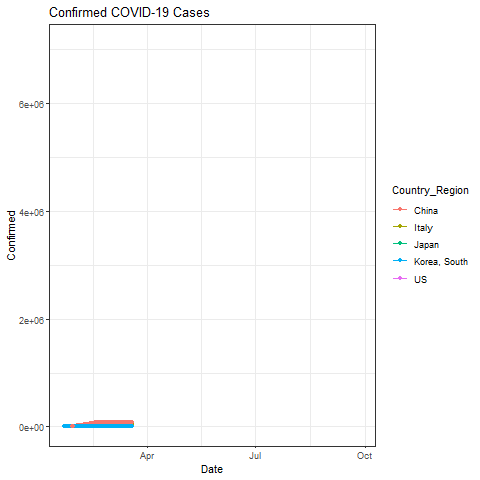 Confirmed COVID-19 Cases
6e+06
4e+06
2e+06
0e+00
Confirmed
Apr
Jul
Oct
Date
Country_Region
China
Italy
Japan
Korea, South
US